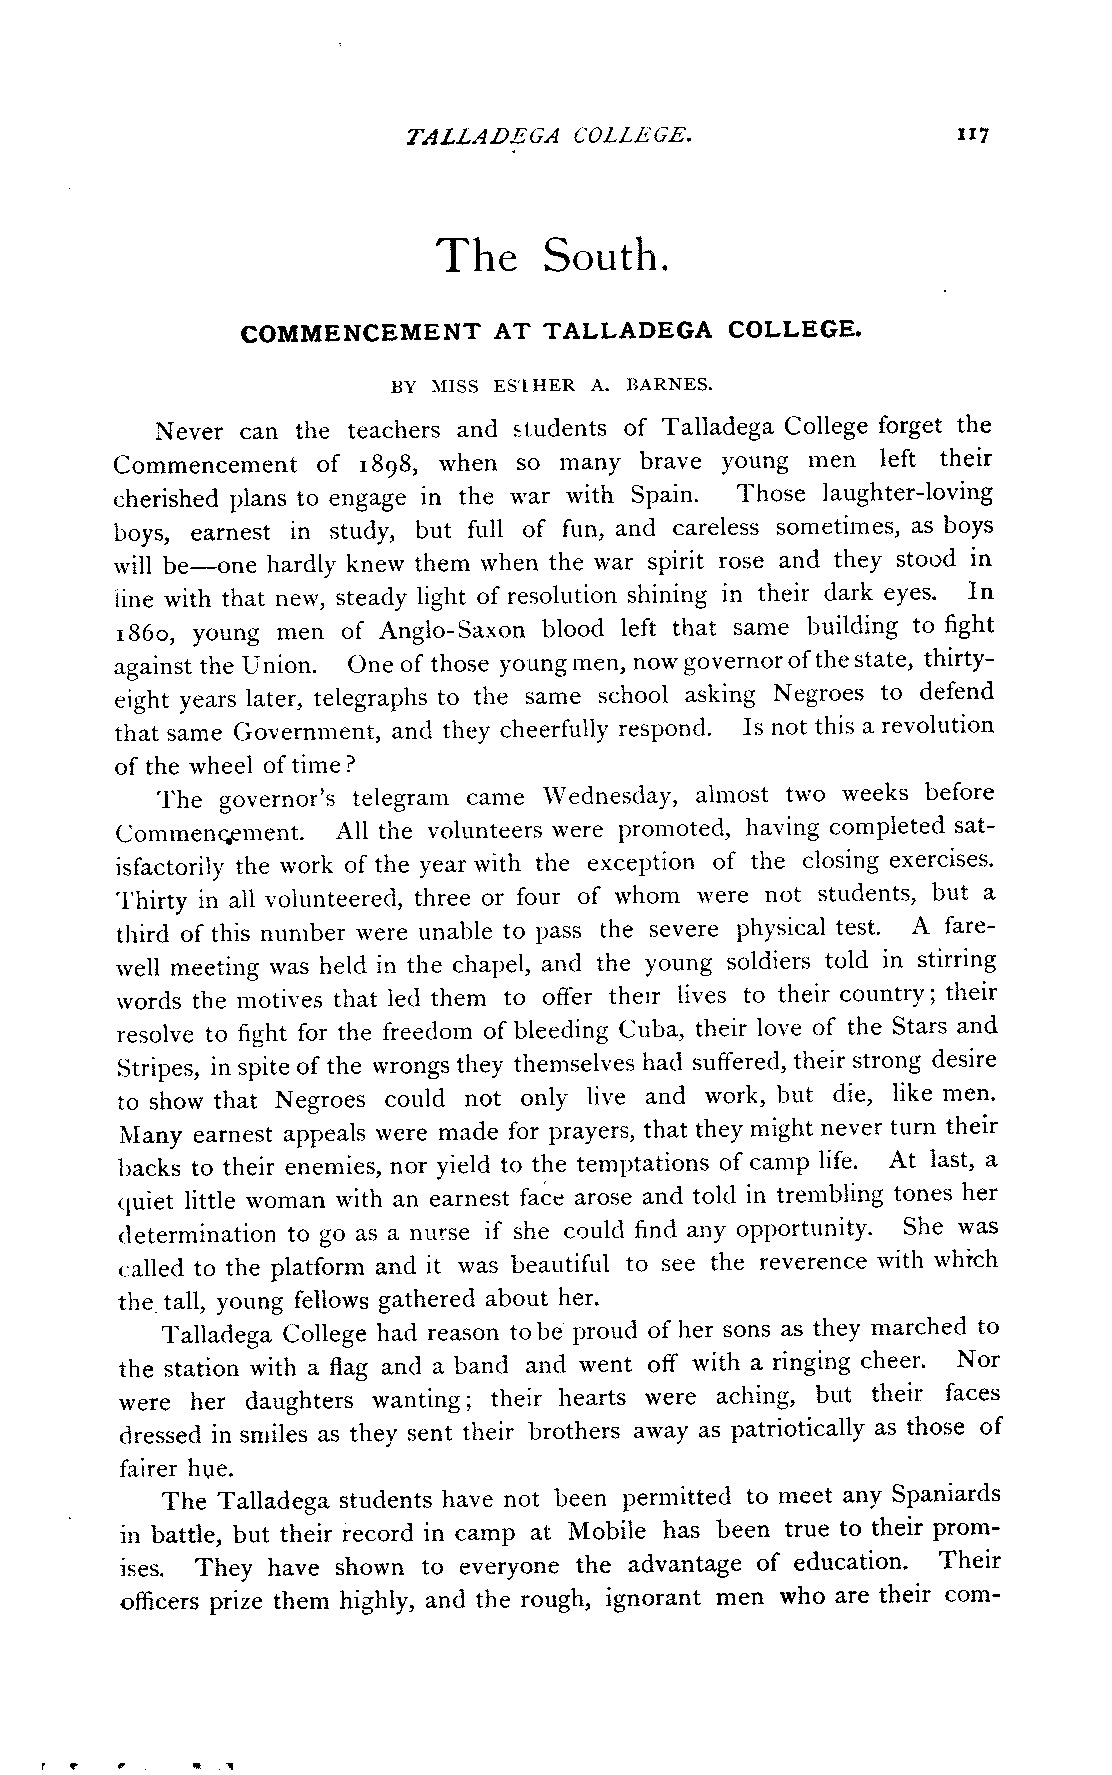 TALLADEGA COLLEGE. 117
The South.
COMMENCEMENT AT TALLADEGA COLLEGE.
BY MISS ESTHER A. BARNES.
Never can the teachers and students of Talladega College forget the
Commencement of 1898, when so many brave young men left their
cherished plans to engage in the war with Spain. Those laughter-loving
boys, earnest in study, but full of fun, and careless sometimes, as boys
will be—one hardly knew them when the war spirit rose and they stood in
line with that new, steady light of resolution shining in their dark eyes. In
1860, young men of Anglo-Saxon blood left that same building to fight
against the Union. One of those young men, now governor of the state, thirty-
eight years later, telegraphs to the same school asking Negroes to defend
that same Government, and they cheerfully respond. Is not this a revolution
of the wheel of time?
The governor's telegram came Wednesday, almost two weeks before
Commencement. All the volunteers were promoted, having completed sat-
isfactorily the work of the year with the exception of the closing exercises.
Thirty in all volunteered, three or four of whom were not students, but a
third of this number were unable to pass the severe physical test. A fare-
well meeting was held in the chapel, and the young soldiers told in stirring
words the motives that led them to offer their lives to their country; their
resolve to fight for the freedom of bleeding Cuba, their love of the Stars and
Stripes, in spite of the wrongs they themselves had suffered, their strong desire
to show that Negroes could not only live and work, but die, like men.
Many earnest appeals were made for prayers, that they might never turn their
backs to their enemies, nor yield to the temptations of camp life. At last, a
quiet little woman with an earnest face arose and told in trembling tones her
determination to go as a nurse if she could find any opportunity. She was
called to the platform and it was beautiful to see the reverence with which
the tall, young fellows gathered about her.
Talladega College had reason to be proud of her sons as they marched to
the station with a flag and a band and went off with a ringing cheer. Nor
were her daughters wanting; their hearts were aching, but their faces
dressed in smiles as they sent their brothers away as patriotically as those of
fairer hue.
The Talladega students have not been permitted to meet any Spaniards
in battle, but their record in camp at Mobile has been true to their prom-
ises. They have shown to everyone the advantage of education. Their
officers prize them highly, and the rough, ignorant men who are their com-